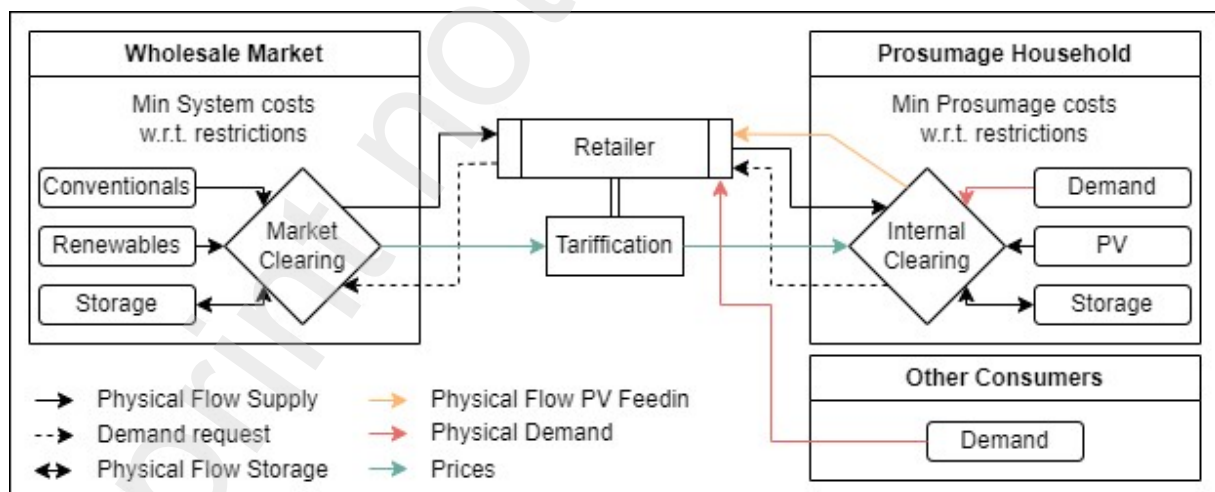 Wholesale Market
Min System costs
w.r.t. restrictions
Conventionals
Renewables
Storage
Market
Clearing
Retailer
Tariffication
Prosumage Household
Min Prosumage costs
w.r.t. restrictions
Internal
Clearing
Demand
PV
Storage
Other Consumers
Demand
Physical Flow Supply
Demand request
Physical Flow Storage
Physical Flow PV Feedin
Physical Demand
Prices
print not